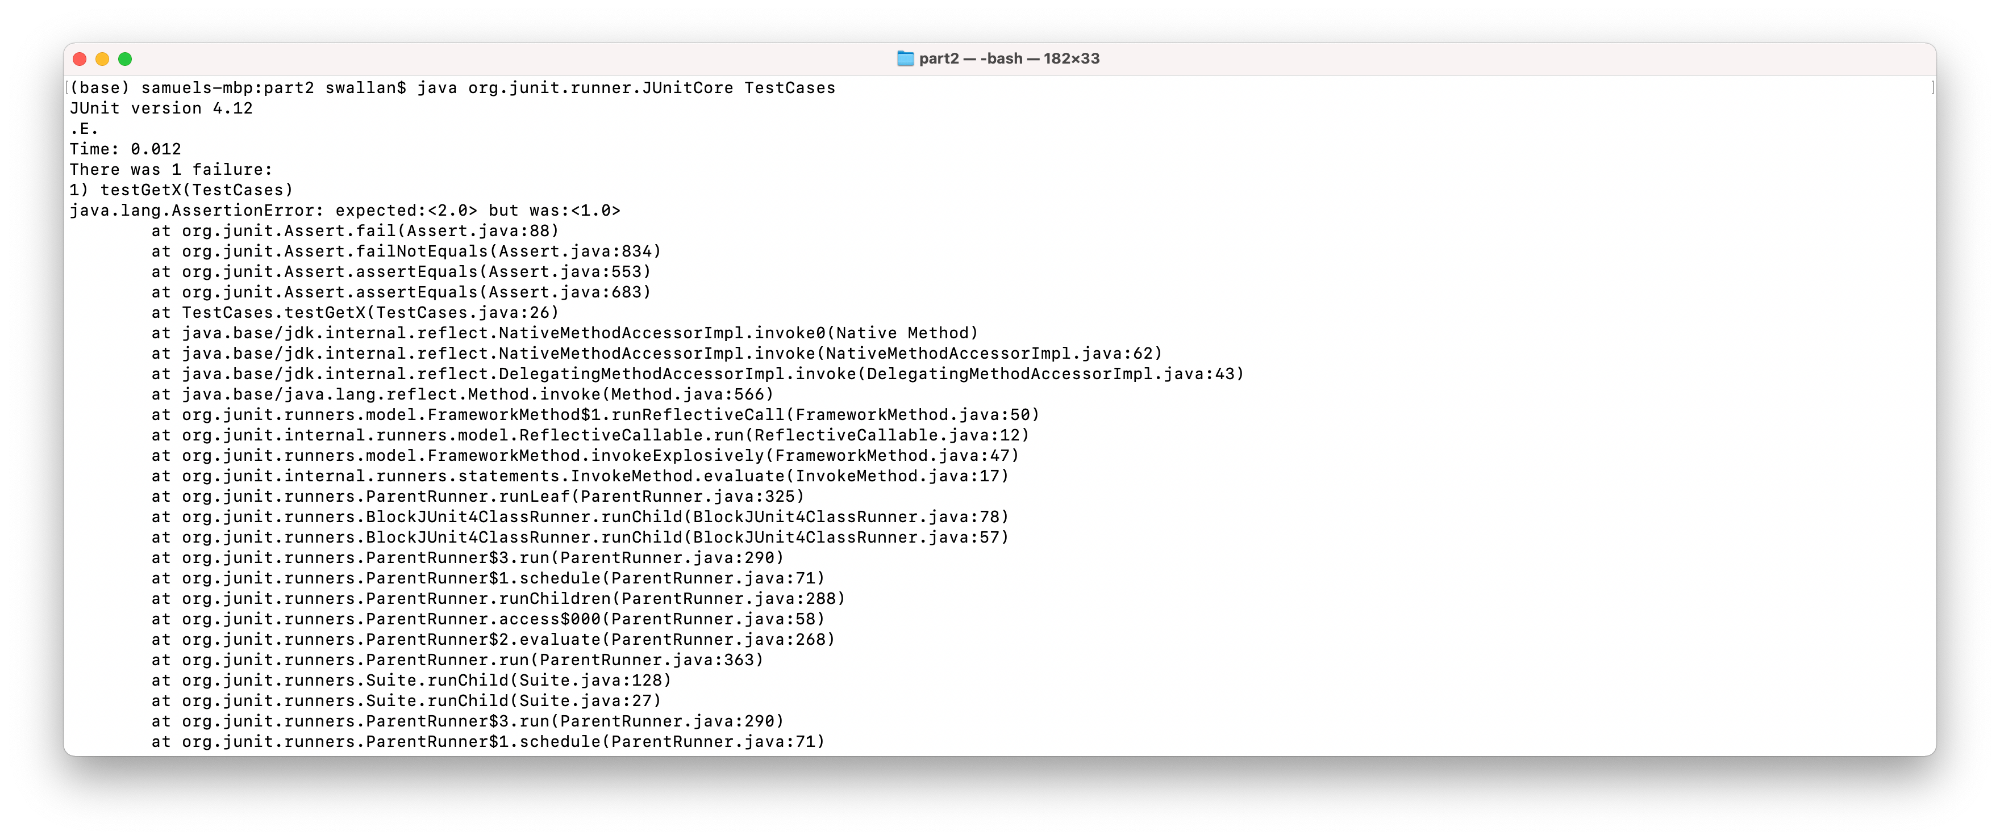 part2 — -bash — 182×33
(base) samuels-mbp:part2 swallan$ java org.junit.runner.JUnitCore TestCases
JUnit version 4.12
.E.
Time: 0.012
There was 1 failure:
1) testGetX(TestCases)
java.lang.AssertionError: expected:<2.0> but was:<1.0>
        at org.junit.Assert.fail(Assert.java:88)
        at org.junit.Assert.failNotEquals(Assert.java:834)
        at org.junit.Assert.assertEquals(Assert.java:553)
        at org.junit.Assert.assertEquals(Assert.java:683)
        at TestCases.testGetX(TestCases.java:26)
        at java.base/jdk.internal.reflect.NativeMethodAccessorImpl.invoke0(Native Method)
        at java.base/jdk.internal.reflect.NativeMethodAccessorImpl.invoke(NativeMethodAccessorImpl.java:62)
        at java.base/jdk.internal.reflect.DelegatingMethodAccessorImpl.invoke(DelegatingMethodAccessorImpl.java:43)
        at java.base/java.lang.reflect.Method.invoke(Method.java:566)
        at org.junit.runners.model.FrameworkMethod$1.runReflectiveCall(FrameworkMethod.java:50)
        at org.junit.internal.runners.model.ReflectiveCallable.run(ReflectiveCallable.java:12)
        at org.junit.runners.model.FrameworkMethod.invokeExplosively(FrameworkMethod.java:47)
        at org.junit.internal.runners.statements.InvokeMethod.evaluate(InvokeMethod.java:17)
        at org.junit.runners.ParentRunner.runLeaf(ParentRunner.java:325)
        at org.junit.runners.BlockJUnit4ClassRunner.runChild(BlockJUnit4ClassRunner.java:78)
        at org.junit.runners.BlockJUnit4ClassRunner.runChild(BlockJUnit4ClassRunner.java:57)
        at org.junit.runners.ParentRunner$3.run(ParentRunner.java:290)
        at org.junit.runners.ParentRunner$1.schedule(ParentRunner.java:71)
        at org.junit.runners.ParentRunner.runChildren(ParentRunner.java:288)
        at org.junit.runners.ParentRunner.access$000(ParentRunner.java:58)
        at org.junit.runners.ParentRunner$2.evaluate(ParentRunner.java:268)
        at org.junit.runners.ParentRunner.run(ParentRunner.java:363)
        at org.junit.runners.Suite.runChild(Suite.java:128)
        at org.junit.runners.Suite.runChild(Suite.java:27)
        at org.junit.runners.ParentRunner$3.run(ParentRunner.java:290)
        at org.junit.runners.ParentRunner$1.schedule(ParentRunner.java:71)